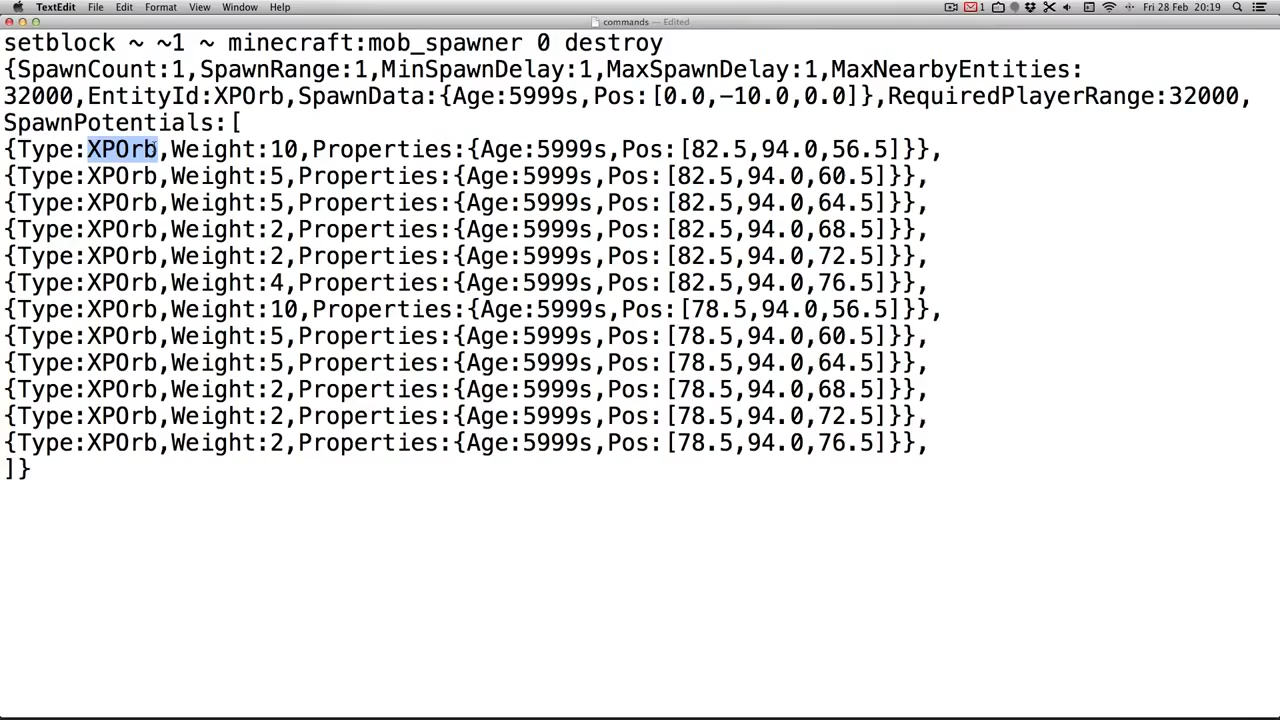 TextEdit File Edit Format View Window Help 1 Fri 28 Feb 20:19
commands — Edited
setblock ~ ~1 ~ minecraft:mob_spawner 0 destroy
{SpawnCount:1,SpawnRange:1,MinSpawnDelay:1,MaxSpawnDelay:1,MaxNearbyEntities:
32000,EntityId:XPOrb,SpawnData:{Age:5999s,Pos:[0.0,-10.0,0.0]},RequiredPlayerRange:32000,
SpawnPotentials:[
{Type:XPOrb,Weight:10,Properties:{Age:5999s,Pos:[82.5,94.0,56.5]}},
{Type:XPOrb,Weight:5,Properties:{Age:5999s,Pos:[82.5,94.0,60.5]}},
{Type:XPOrb,Weight:5,Properties:{Age:5999s,Pos:[82.5,94.0,64.5]}},
{Type:XPOrb,Weight:2,Properties:{Age:5999s,Pos:[82.5,94.0,68.5]}},
{Type:XPOrb,Weight:2,Properties:{Age:5999s,Pos:[82.5,94.0,72.5]}},
{Type:XPOrb,Weight:4,Properties:{Age:5999s,Pos:[82.5,94.0,76.5]}},
{Type:XPOrb,Weight:10,Properties:{Age:5999s,Pos:[78.5,94.0,56.5]}},
{Type:XPOrb,Weight:5,Properties:{Age:5999s,Pos:[78.5,94.0,60.5]}},
{Type:XPOrb,Weight:5,Properties:{Age:5999s,Pos:[78.5,94.0,64.5]}},
{Type:XPOrb,Weight:2,Properties:{Age:5999s,Pos:[78.5,94.0,68.5]}},
{Type:XPOrb,Weight:2,Properties:{Age:5999s,Pos:[78.5,94.0,72.5]}},
{Type:XPOrb,Weight:2,Properties:{Age:5999s,Pos:[78.5,94.0,76.5]}},
]}